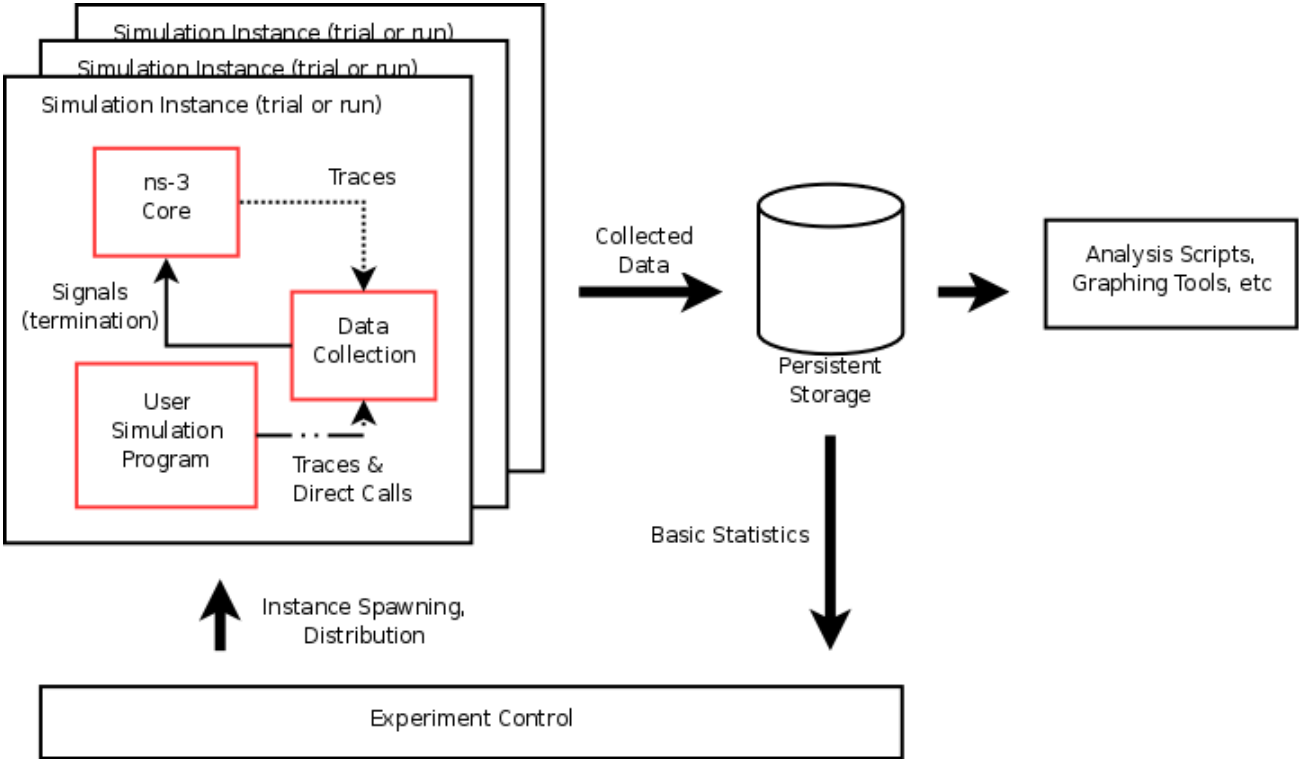 Simulation Instance (trial or run)
Simulation Instance (trial or run)
Simulation Instance (trial or run)
ns-3
Core
Traces
Signals
(termination)
Data
Collection
User
Simulation
Program
Traces &
Direct Calls
Collected
Data
Persistent
Storage
Analysis Scripts,
Graphing Tools, etc
Basic Statistics
Instance Spawning,
Distribution
Experiment Control